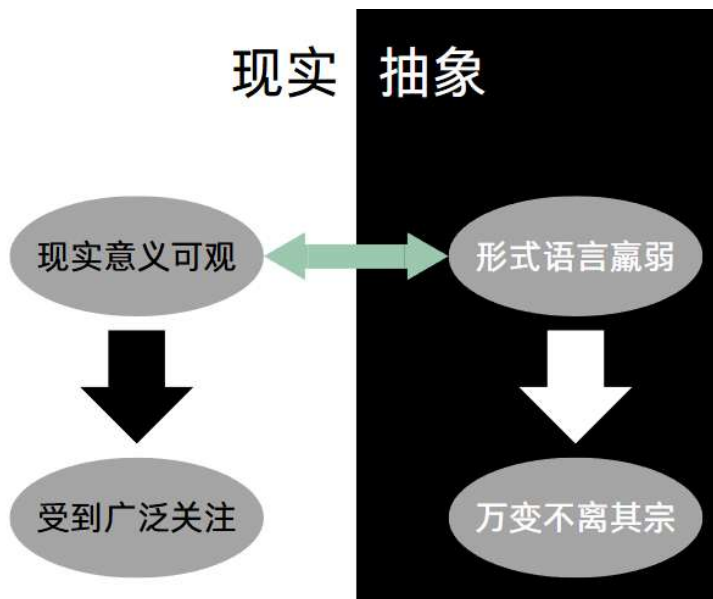 现实 抽象
现实意义可观
形式语言羸弱
受到广泛关注
万变不离其宗